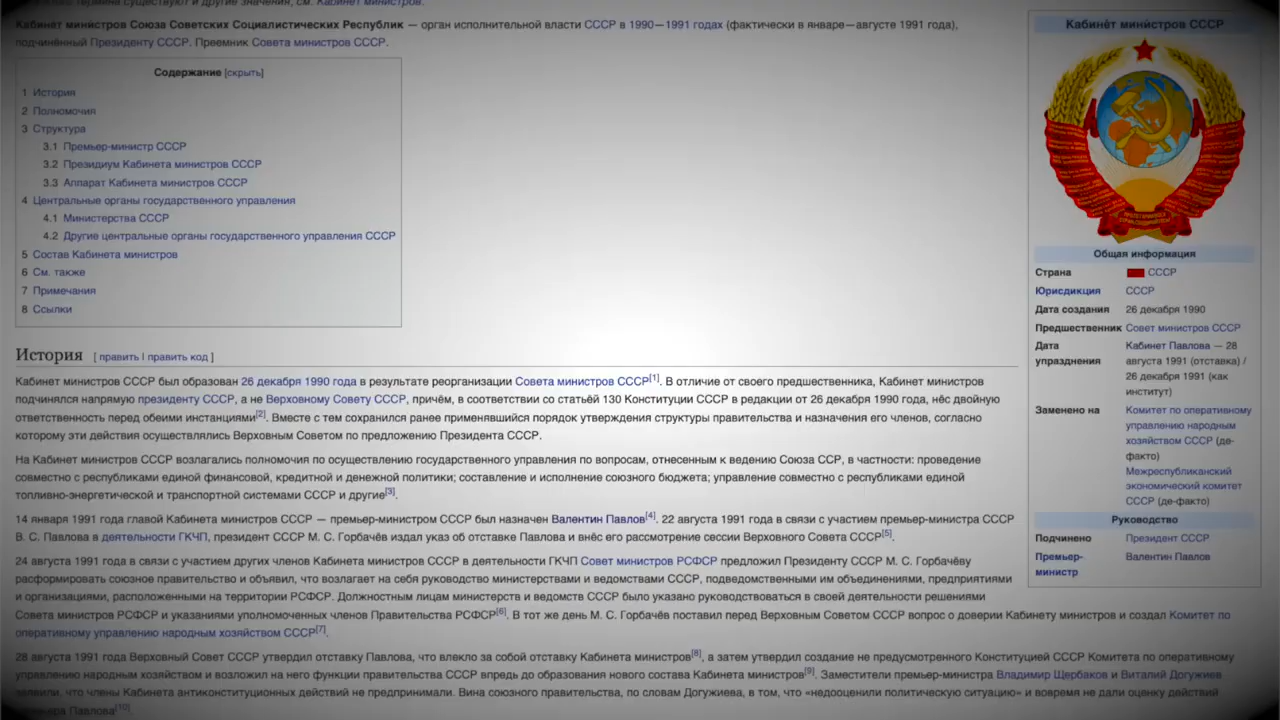 Кабинет министров.
Кабинет министров Союза Советских Социалистических Республик — орган исполнительной власти СССР в 1990—1991 годах (фактически в январе—августе 1991 года),
подчинённый Президенту СССР. Преемник Совета министров СССР.
Содержание [скрыть]
1 История
2 Полномочия
3 Структура
3.1 Премьер-министр СССР
3.2 Президиум Кабинета министров СССР
3.3 Аппарат Кабинета министров СССР
4 Центральные органы государственного управления
4.1 Министерства СССР
4.2 Другие центральные органы государственного управления СССР
5 Состав Кабинета министров
6 См. также
7 Примечания
8 Ссылки
История [ править | править код ]
Кабинет министров СССР был образован 26 декабря 1990 года в результате реорганизации Совета министров СССР[1]. В отличие от своего предшественника, Кабинет министров
подчинялся напрямую президенту СССР, а не Верховному Совету СССР, причём, в соответствии со статьёй 130 Конституции СССР в редакции от 26 декабря 1990 года, нёс двойную
ответственность перед обеими инстанциями[2]. Вместе с тем сохранился ранее применявшийся порядок утверждения структуры правительства и назначения его членов, согласно
которому эти действия осуществлялись Верховным Советом по предложению Президента СССР.
На Кабинет министров СССР возлагались полномочия по осуществлению государственного управления по вопросам, отнесенным к ведению Союза ССР, в частности: проведение
совместно с республиками единой финансовой, кредитной и денежной политики; составление и исполнение союзного бюджета; управление совместно с республиками единой
топливно-энергетической и транспортной системами СССР и другие[3].
14 января 1991 года главой Кабинета министров СССР — премьер-министром СССР был назначен Валентин Павлов[4]. 22 августа 1991 года в связи с участием премьер-министра СССР
В. С. Павлова в деятельности ГКЧП, президент СССР М. С. Горбачёв издал указ об отставке Павлова и внёс его рассмотрение сессии Верховного Совета СССР[5].
24 августа 1991 года в связи с участием других членов Кабинета министров СССР в деятельности ГКЧП Совет министров РСФСР предложил Президенту СССР М. С. Горбачёву
расформировать союзное правительство и объявил, что возлагает на себя руководство министерствами и ведомствами СССР, подведомственными им объединениями, предприятиями
и организациями, расположенными на территории РСФСР. Должностным лицам министерств и ведомств СССР было указано руководствоваться в своей деятельности решениями
Совета министров РСФСР и указаниями уполномоченных членов Правительства РСФСР[6]. В тот же день М. С. Горбачёв поставил перед Верховным Советом СССР вопрос о доверии Кабинету министров и создал Комитет по
оперативному управлению народным хозяйством СССР[7].
28 августа 1991 года Верховный Совет СССР утвердил отставку Павлова, что влекло за собой отставку Кабинета министров[8], а затем утвердил создание не предусмотренного Конституцией СССР Комитета по оперативному
управлению народным хозяйством и возложил на него функции правительства СССР впредь до образования нового состава Кабинета министров[9]. Заместители премьер-министра Владимир Щербаков и Виталий Догужиев
заявили, что члены Кабинета антиконституционных действий не предпринимали. Вина союзного правительства, по словам Догужиева, в том, что «недооценили политическую ситуацию» и вовремя не дали оценку действий
Павлова[10].
Кабинет министров СССР
Общая информация
Страна СССР
Юрисдикция СССР
Дата создания 26 декабря 1990
Предшественник Совет министров СССР
Дата Кабинет Павлова — 28
упразднения августа 1991 (отставка) /
26 декабря 1991 (как
институт)
Заменено на Комитет по оперативному
управлению народным
хозяйством СССР (де-
факто)
Межреспубликанский
экономический комитет
СССР (де-факто)
Руководство
Подчинено Президент СССР
Премьер- Валентин Павлов
министр